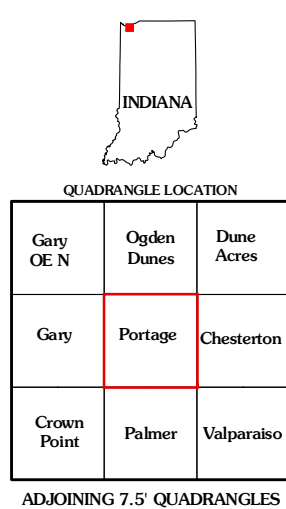 INDIANA
QUADRANGLE LOCATION
Gary
OE N
Ogden
Dunes
Dune
Acres
Gary
Portage
Chesterton
Crown
Point
Palmer
Valparaiso
ADJOINING 7.5' QUADRANGLES